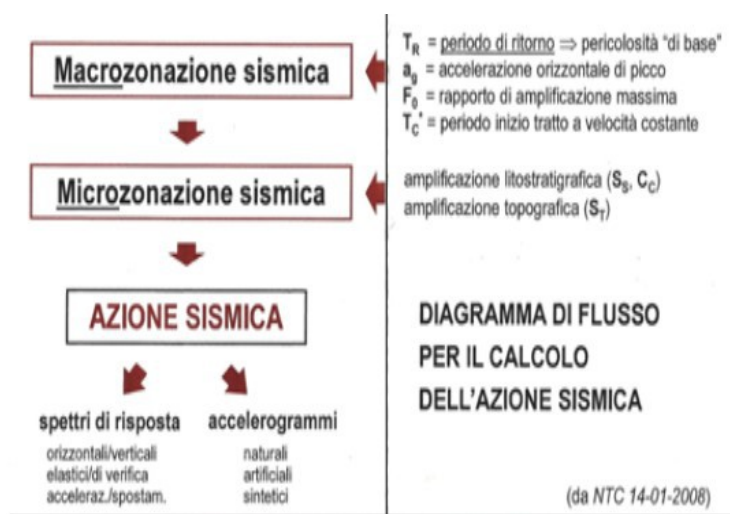 Macrozonazione sismica
T_R = periodo di ritorno ⇒ pericolosità "di base"
a_g = accelerazione orizzontale di picco
F_0 = rapporto di amplificazione massima
T_C* = periodo inizio tratto a velocità costante
Microzonazione sismica
amplificazione litostratigrafica (S_S, C_C)
amplificazione topografica (S_T)
AZIONE SISMICA
spettri di risposta
orizzontali/verticali
elastici/di verifica
acceleraz./spostam.
accelerogrammi
naturali
artificiali
sintetici
DIAGRAMMA DI FLUSSO
PER IL CALCOLO
DELL'AZIONE SISMICA
(da NTC 14-01-2008)